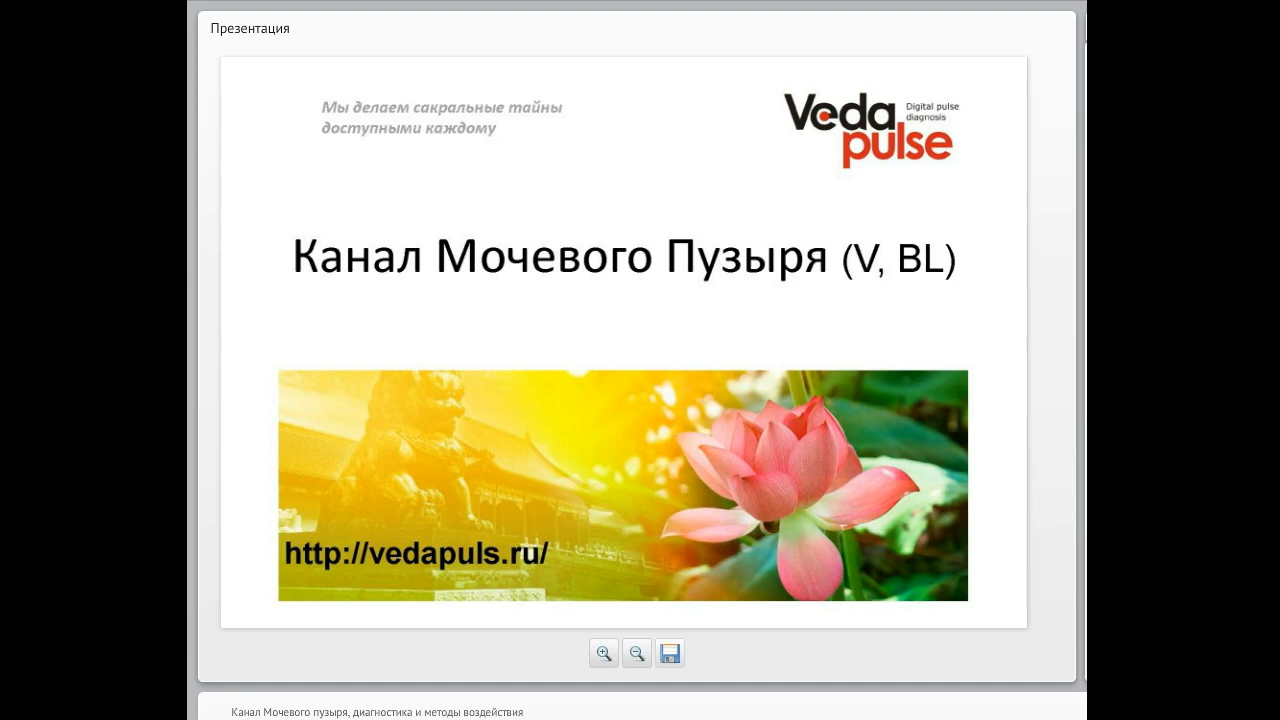 Презентация
Мы делаем сакральные тайны
доступными каждому
Veda
pulse
Digital pulse
diagnosis
Канал Мочевого Пузыря (V, BL)
http://vedapuls.ru/
Канал Мочевого пузыря, диагностика и методы воздействия